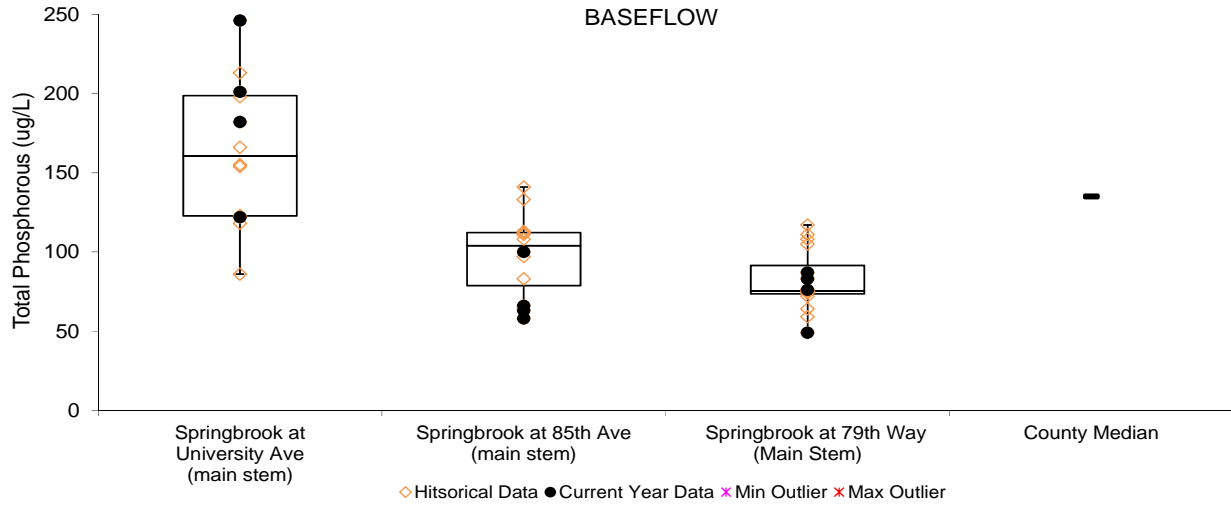 BASEFLOW
Total Phosphorous (ug/L)
250
200
150
100
50
0
Springbrook at
University Ave
(main stem)
Springbrook at 85th Ave
(main stem)
Springbrook at 79th Way
(Main Stem)
County Median
Hitsorical Data
Current Year Data
Min Outlier
Max Outlier